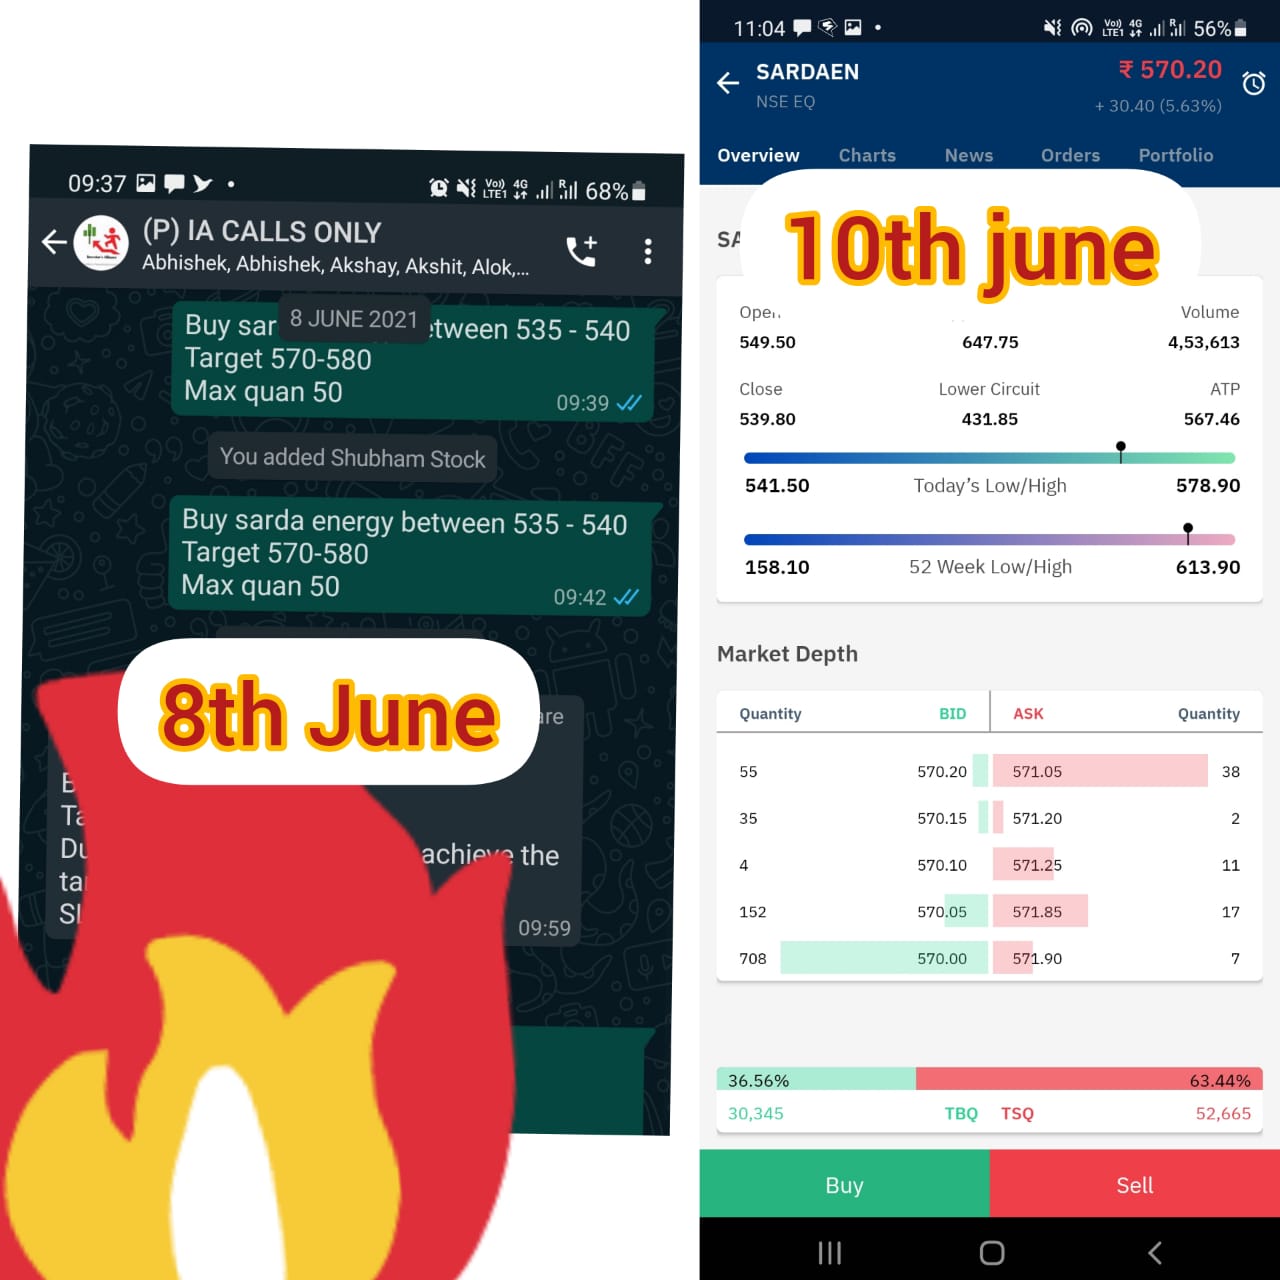 09:37
68%
(P) IA CALLS ONLY
Abhishek, Abhishek, Akshay, Akshit, Alok,...
8 JUNE 2021
Buy sar etween 535 - 540
Target 570-580
Max quan 50
09:39
You added Shubham Stock
Buy sarda energy between 535 - 540
Target 570-580
Max quan 50
09:42
8th June
are
achieve the
09:59
11:04
Vo)) LTE1 4G R 56%
SARDAEN
₹ 570.20
NSE EQ
+ 30.40 (5.63%)
Overview Charts News Orders Portfolio
10th june
SA
Open Volume
549.50 647.75 4,53,613
Close Lower Circuit ATP
539.80 431.85 567.46
541.50 Today's Low/High 578.90
158.10 52 Week Low/High 613.90
Market Depth
Quantity BID ASK Quantity
55 570.20 571.05 38
35 570.15 571.20 2
4 570.10 571.25 11
152 570.05 571.85 17
708 570.00 571.90 7
36.56% 63.44%
30,345 TBQ TSQ 52,665
Buy Sell